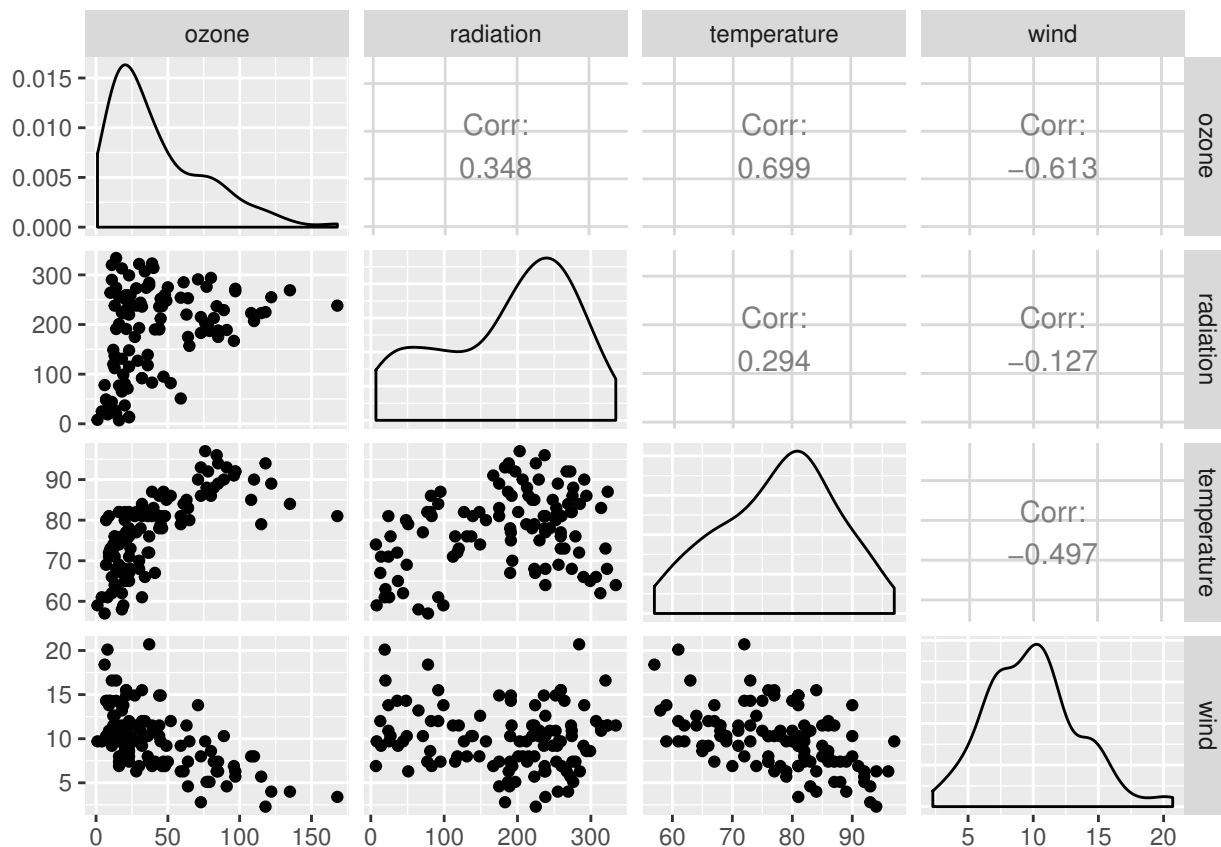 ozone radiation temperature wind
0.015
0.010
0.005
0.000
Corr:
0.348
Corr:
0.699
Corr:
−0.613
ozone
300
200
100
0
Corr:
0.294
Corr:
−0.127
radiation
90
80
70
60
Corr:
−0.497
temperature
20
15
10
5
wind
0 50 100 150 0 100 200 300 60 70 80 90 5 10 15 20